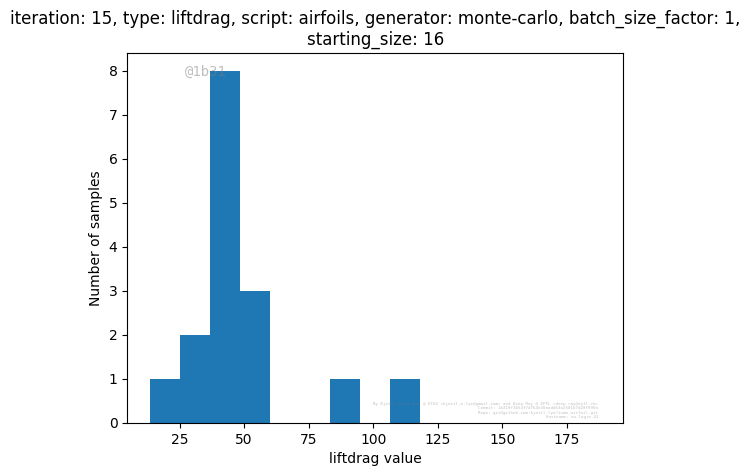 iteration: 15, type: liftdrag, script: airfoils, generator: monte-carlo, batch_size_factor: 1,
starting_size: 16
@1b31
8
7
6
5
4
3
2
1
0
Number of samples
25 50 75 100 125 150 175
liftdrag value